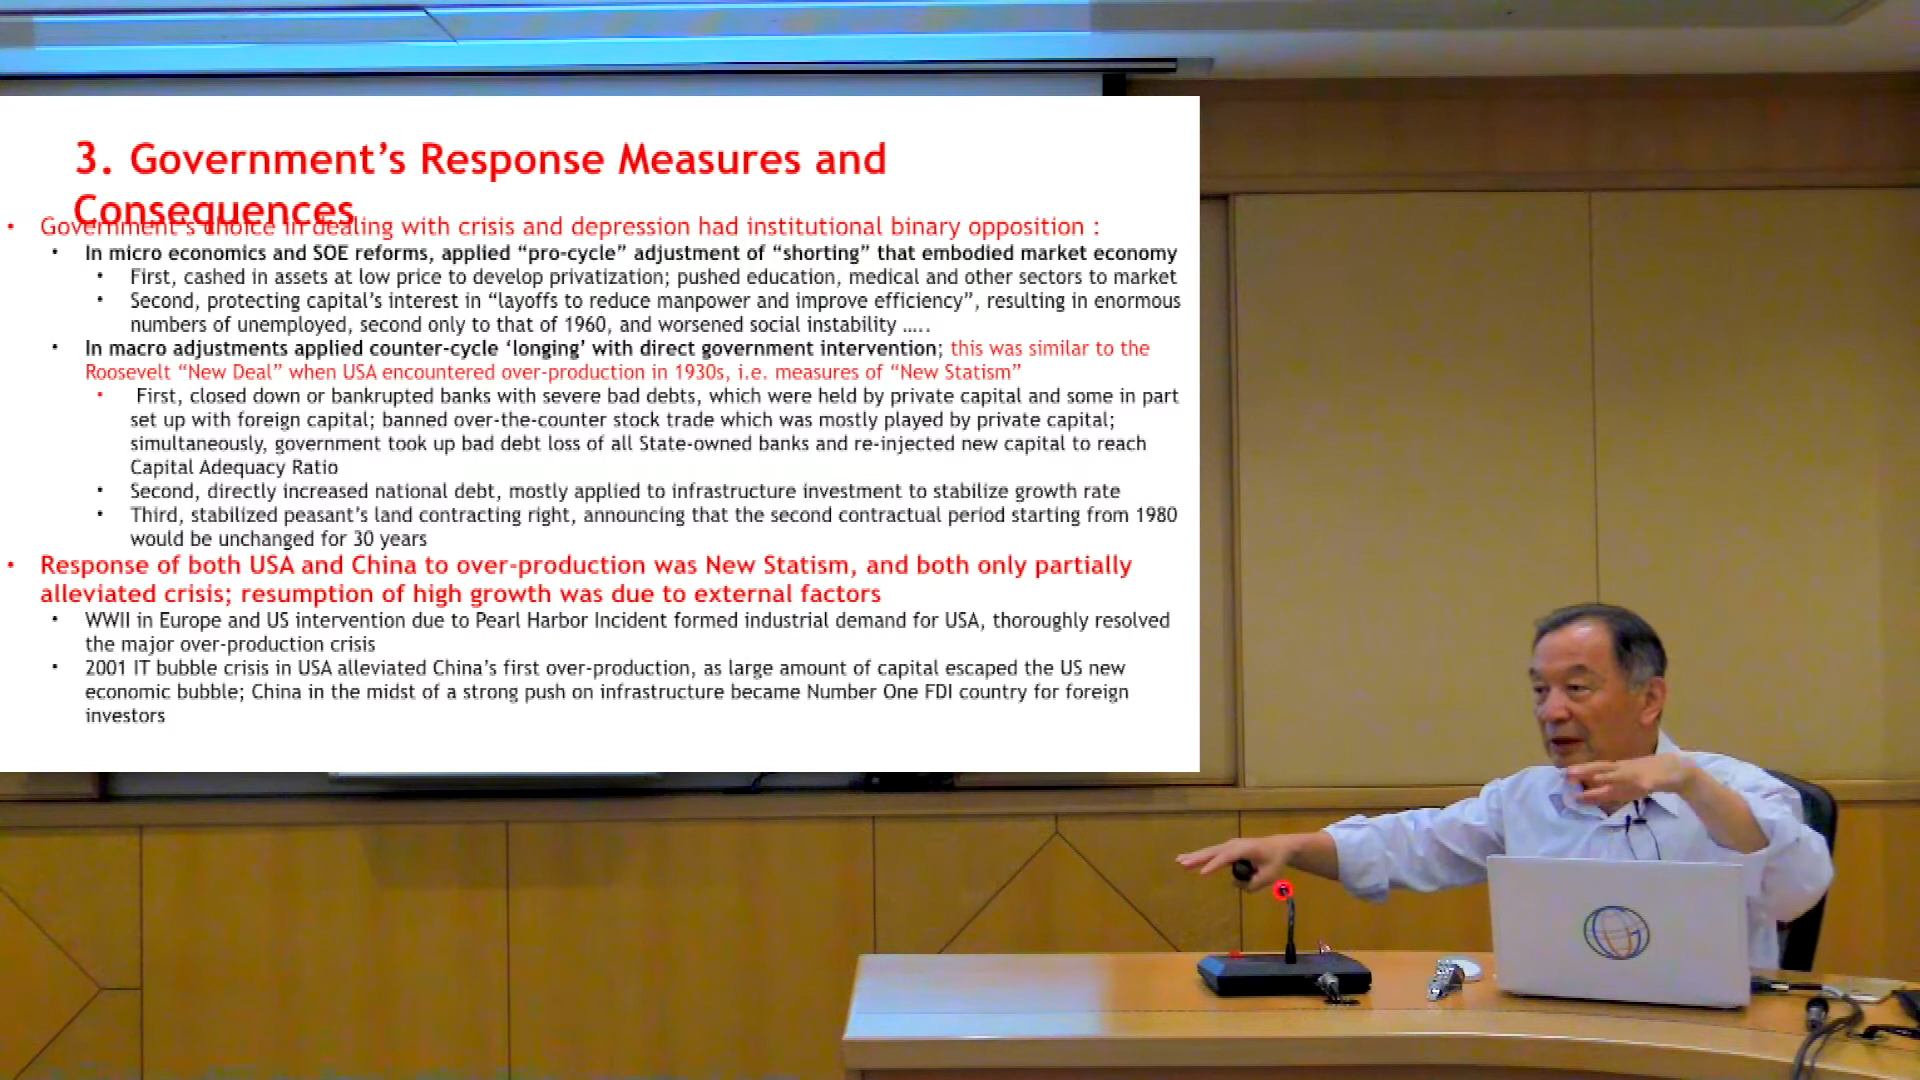 3. Government’s Response Measures and
Consequences
• Government’s choice in dealing with crisis and depression had institutional binary opposition :
• In micro economics and SOE reforms, applied “pro-cycle” adjustment of “shorting” that embodied market economy
• First, cashed in assets at low price to develop privatization; pushed education, medical and other sectors to market
• Second, protecting capital’s interest in “layoffs to reduce manpower and improve efficiency”, resulting in enormous
numbers of unemployed, second only to that of 1960, and worsened social instability …..
• In macro adjustments applied counter-cycle ‘longing’ with direct government intervention; this was similar to the
Roosevelt “New Deal” when USA encountered over-production in 1930s, i.e. measures of “New Statism”
• First, closed down or bankrupted banks with severe bad debts, which were held by private capital and some in part
set up with foreign capital; banned over-the-counter stock trade which was mostly played by private capital;
simultaneously, government took up bad debt loss of all State-owned banks and re-injected new capital to reach
Capital Adequacy Ratio
• Second, directly increased national debt, mostly applied to infrastructure investment to stabilize growth rate
• Third, stabilized peasant’s land contracting right, announcing that the second contractual period starting from 1980
would be unchanged for 30 years
• Response of both USA and China to over-production was New Statism, and both only partially
alleviated crisis; resumption of high growth was due to external factors
• WWII in Europe and US intervention due to Pearl Harbor Incident formed industrial demand for USA, thoroughly resolved
the major over-production crisis
• 2001 IT bubble crisis in USA alleviated China’s first over-production, as large amount of capital escaped the US new
economic bubble; China in the midst of a strong push on infrastructure became Number One FDI country for foreign
investors